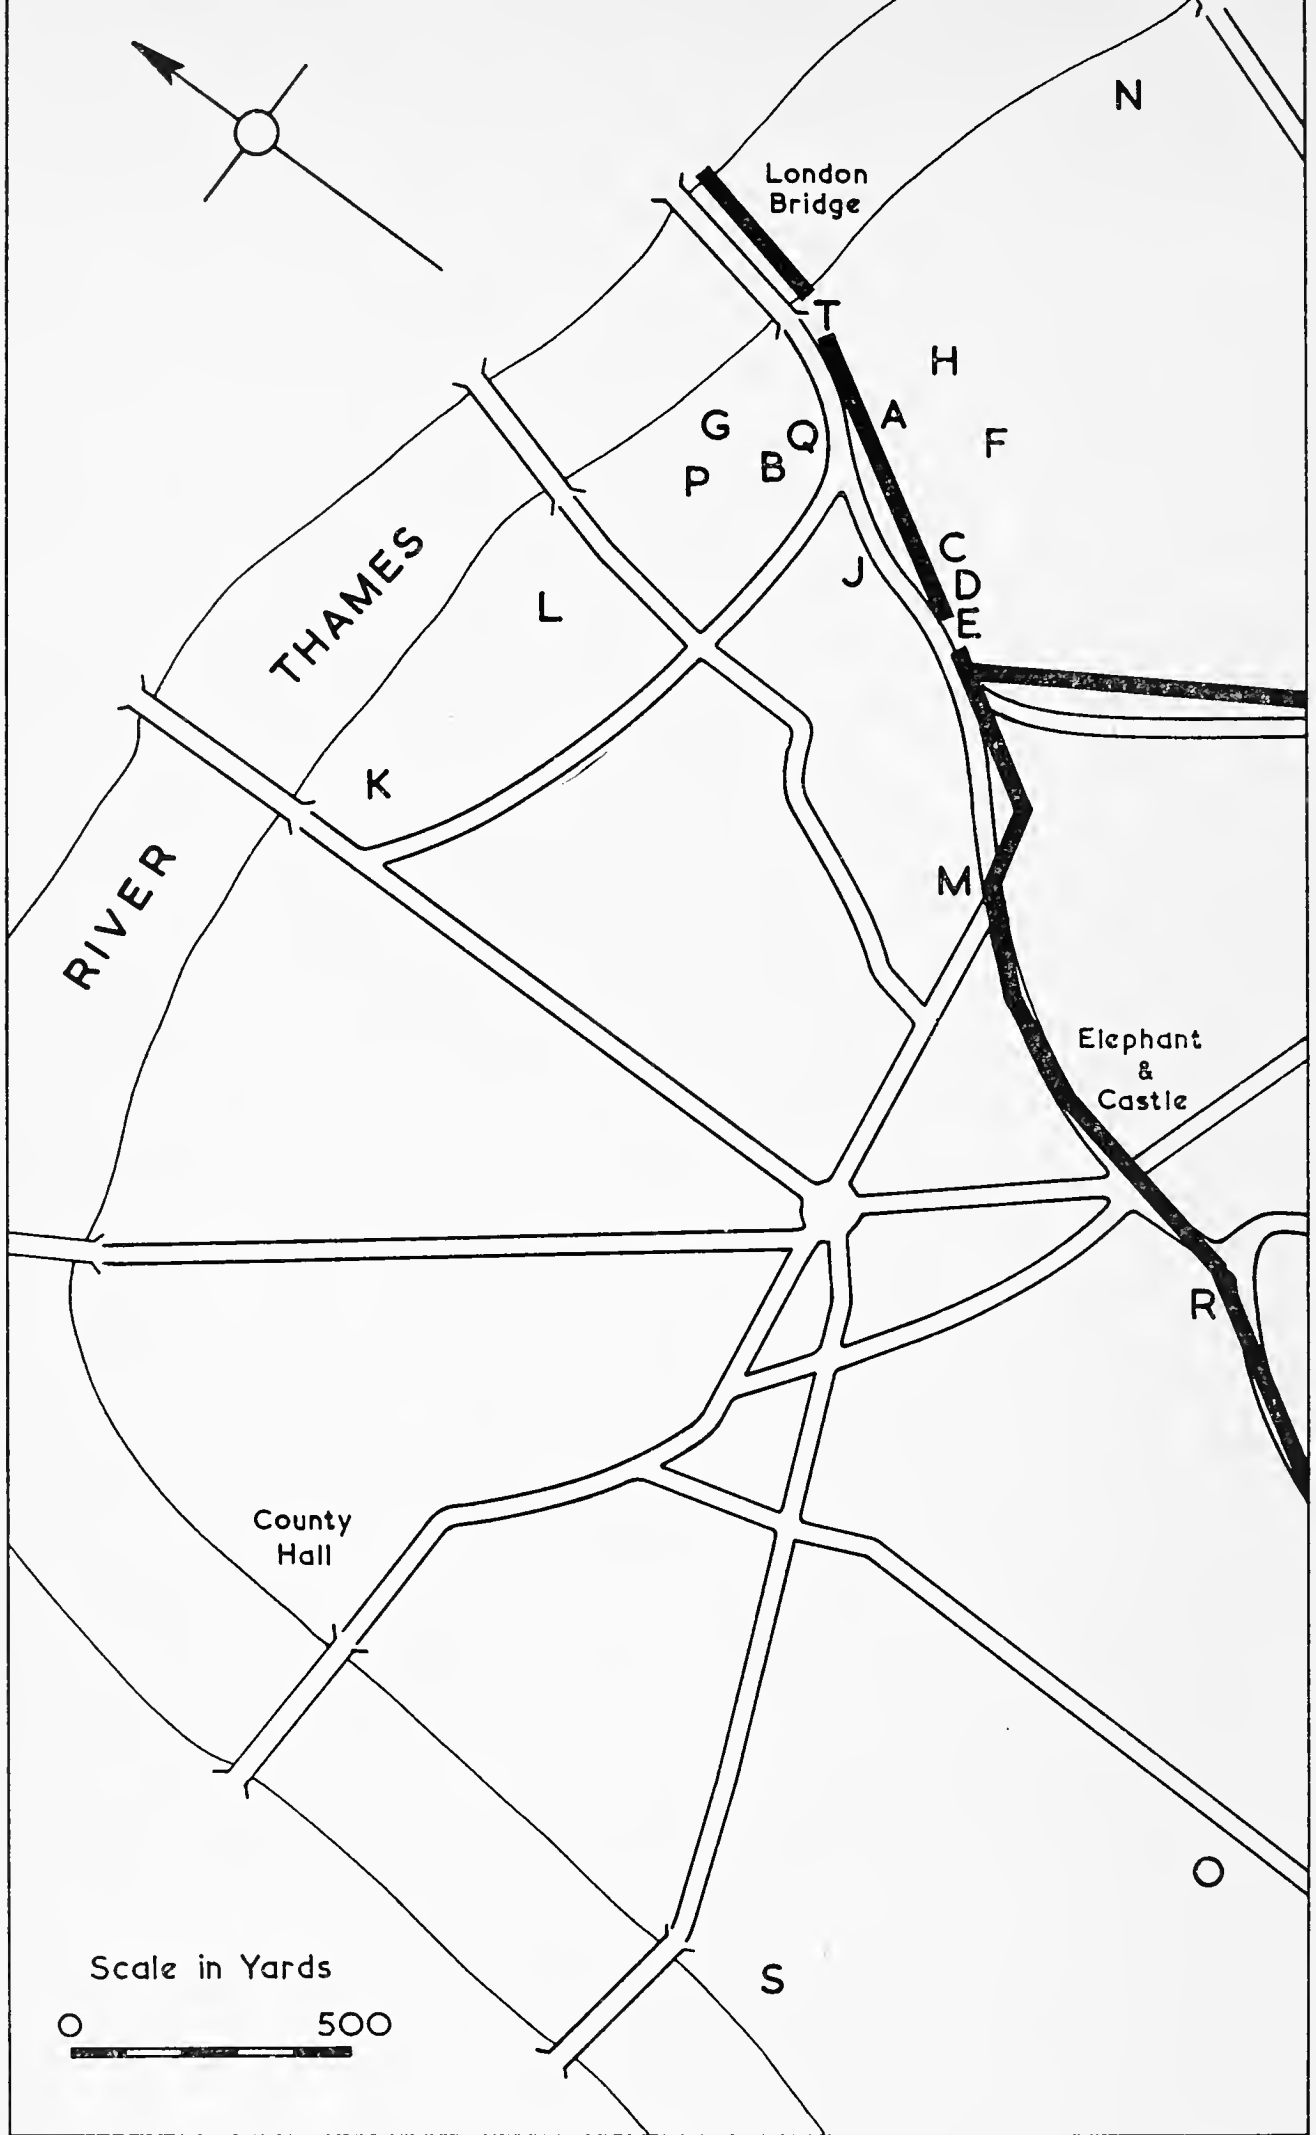 N
London
Bridge
T
H
A
G
Q
F
B
P
C
J
D
L
E
RIVER THAMES
K
M
Elephant
&
Castle
R
County
Hall
O
S
Scale in Yards
0 500